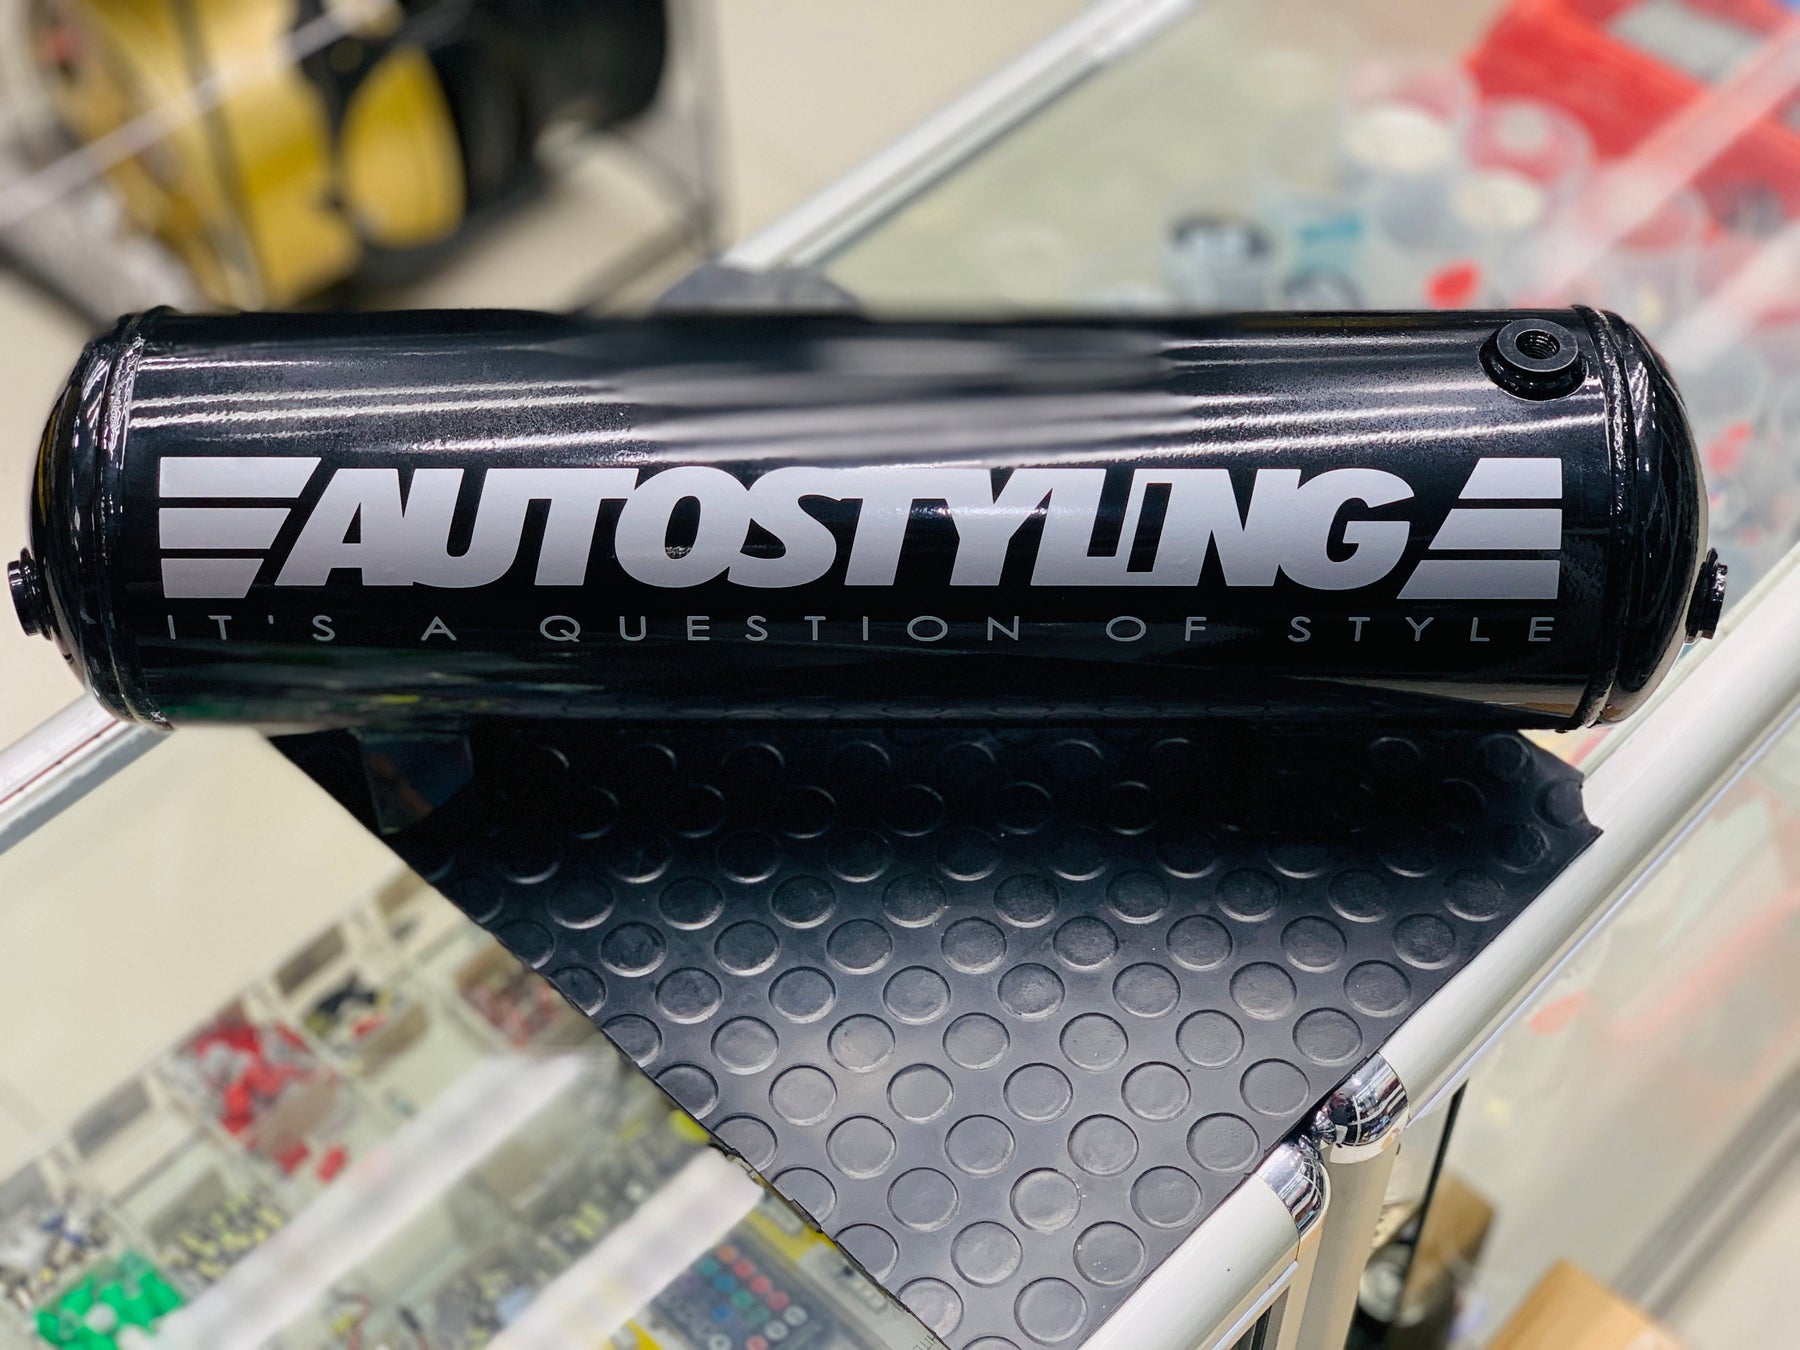 AUTOSTYLING
IT'S A QUESTION OF STYLE